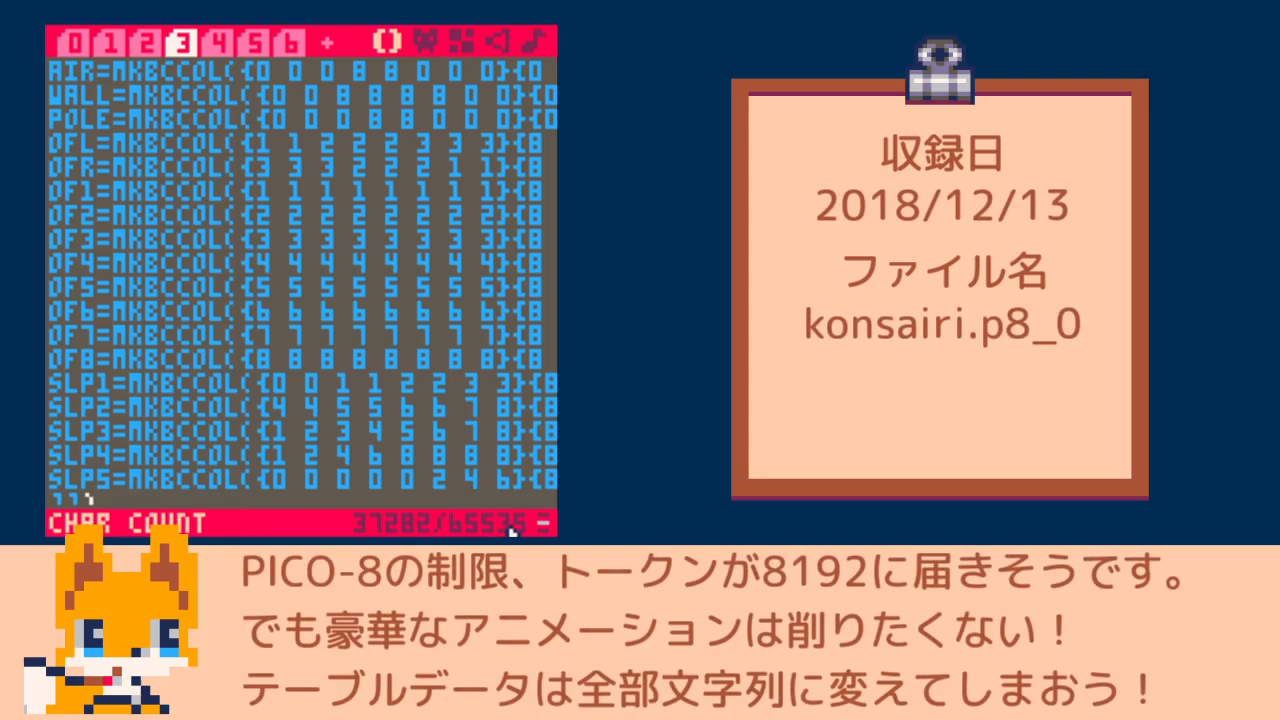 0 1 2 3 4 5 6 +
AIR=MKBCCOL({0 0 0 8 8 0 0 0}{0
WALL=MKBCCOL({0 0 8 8 8 8 0 0}{0
POLE=MKBCCOL({0 0 0 8 8 0 0 0}{0
OFL=MKBCCOL({1 1 2 2 2 3 3 3}{8
OFR=MKBCCOL({3 3 3 2 2 2 1 1}{8
OF1=MKBCCOL({1 1 1 1 1 1 1 1}{8
OF2=MKBCCOL({2 2 2 2 2 2 2 2}{8
OF3=MKBCCOL({3 3 3 3 3 3 3 3}{8
OF4=MKBCCOL({4 4 4 4 4 4 4 4}{8
OF5=MKBCCOL({5 5 5 5 5 5 5 5}{8
OF6=MKBCCOL({6 6 6 6 6 6 6 6}{8
OF7=MKBCCOL({7 7 7 7 7 7 7 7}{8
OF8=MKBCCOL({8 8 8 8 8 8 8 8}{8
SLP1=MKBCCOL({0 0 1 1 2 2 3 3}{8
SLP2=MKBCCOL({4 4 5 5 6 6 7 8}{8
SLP3=MKBCCOL({1 2 3 4 5 6 7 8}{8
SLP4=MKBCCOL({1 2 4 6 8 8 8 8}{8
SLP5=MKBCCOL({0 0 0 0 0 2 4 6}{8
CHAR COUNT 37282/65535
収録日
2018/12/13
ファイル名
konsairi.p8_0
PICO-8の制限、トークンが8192に届きそうです。
でも豪華なアニメーションは削りたくない！
テーブルデータは全部文字列に変えてしまおう！